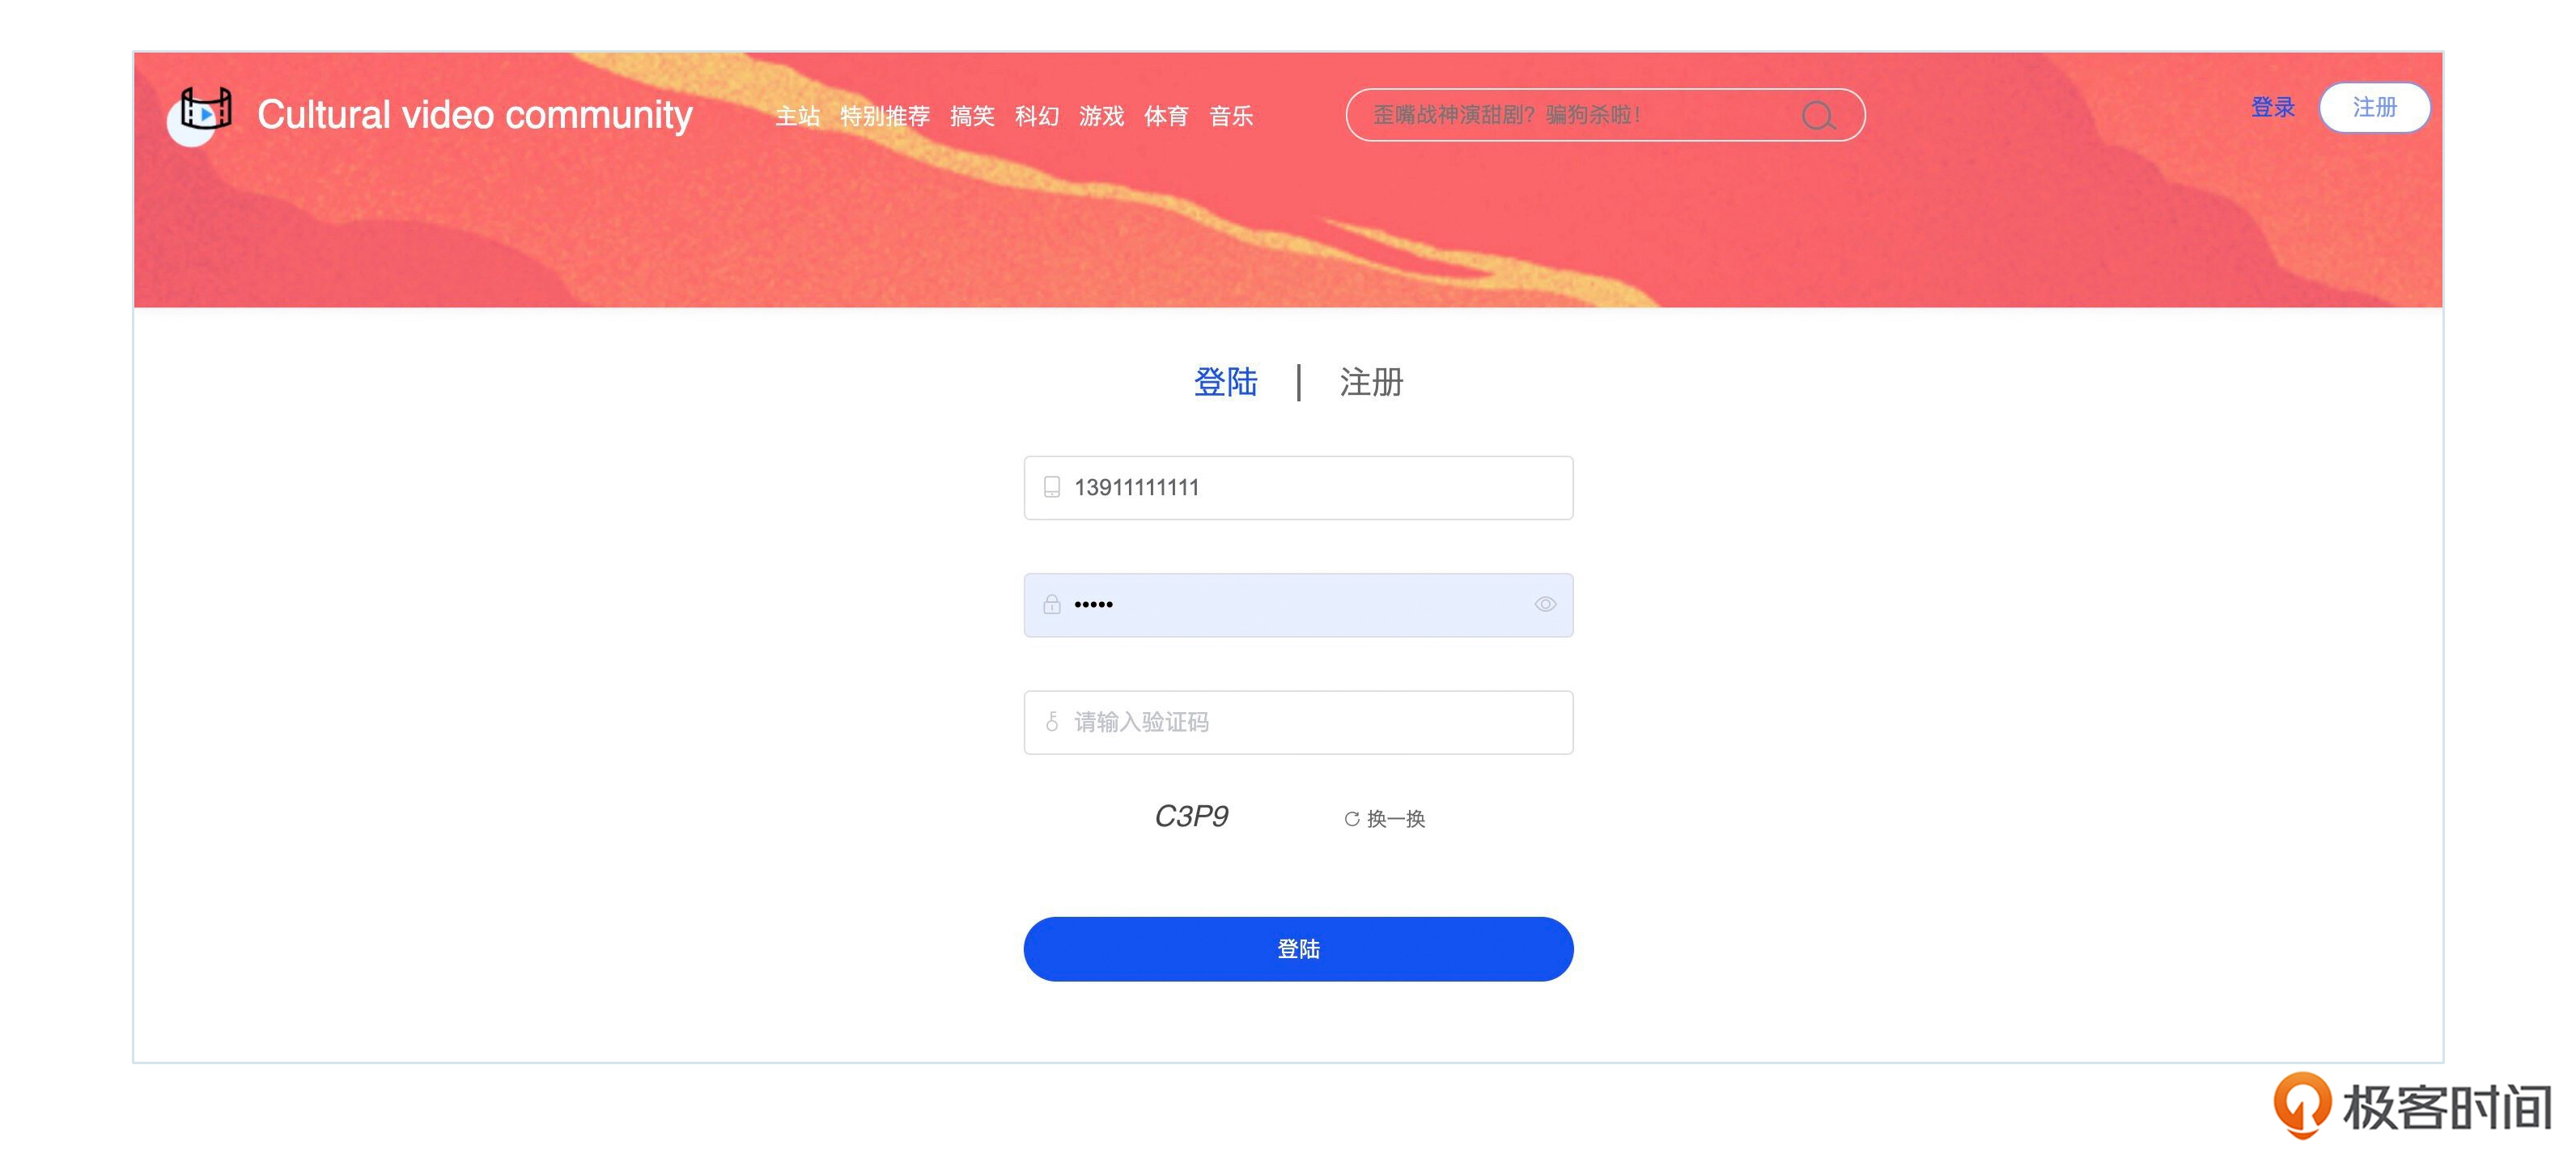 Cultural video community 主站 特别推荐 搞笑 科幻 游戏 体育 音乐 歪嘴战神演甜剧？骗狗杀啦！ 登录 注册
登陆 | 注册
13911111111
•••••
请输入验证码
C3P9 换一换
登陆
极客时间